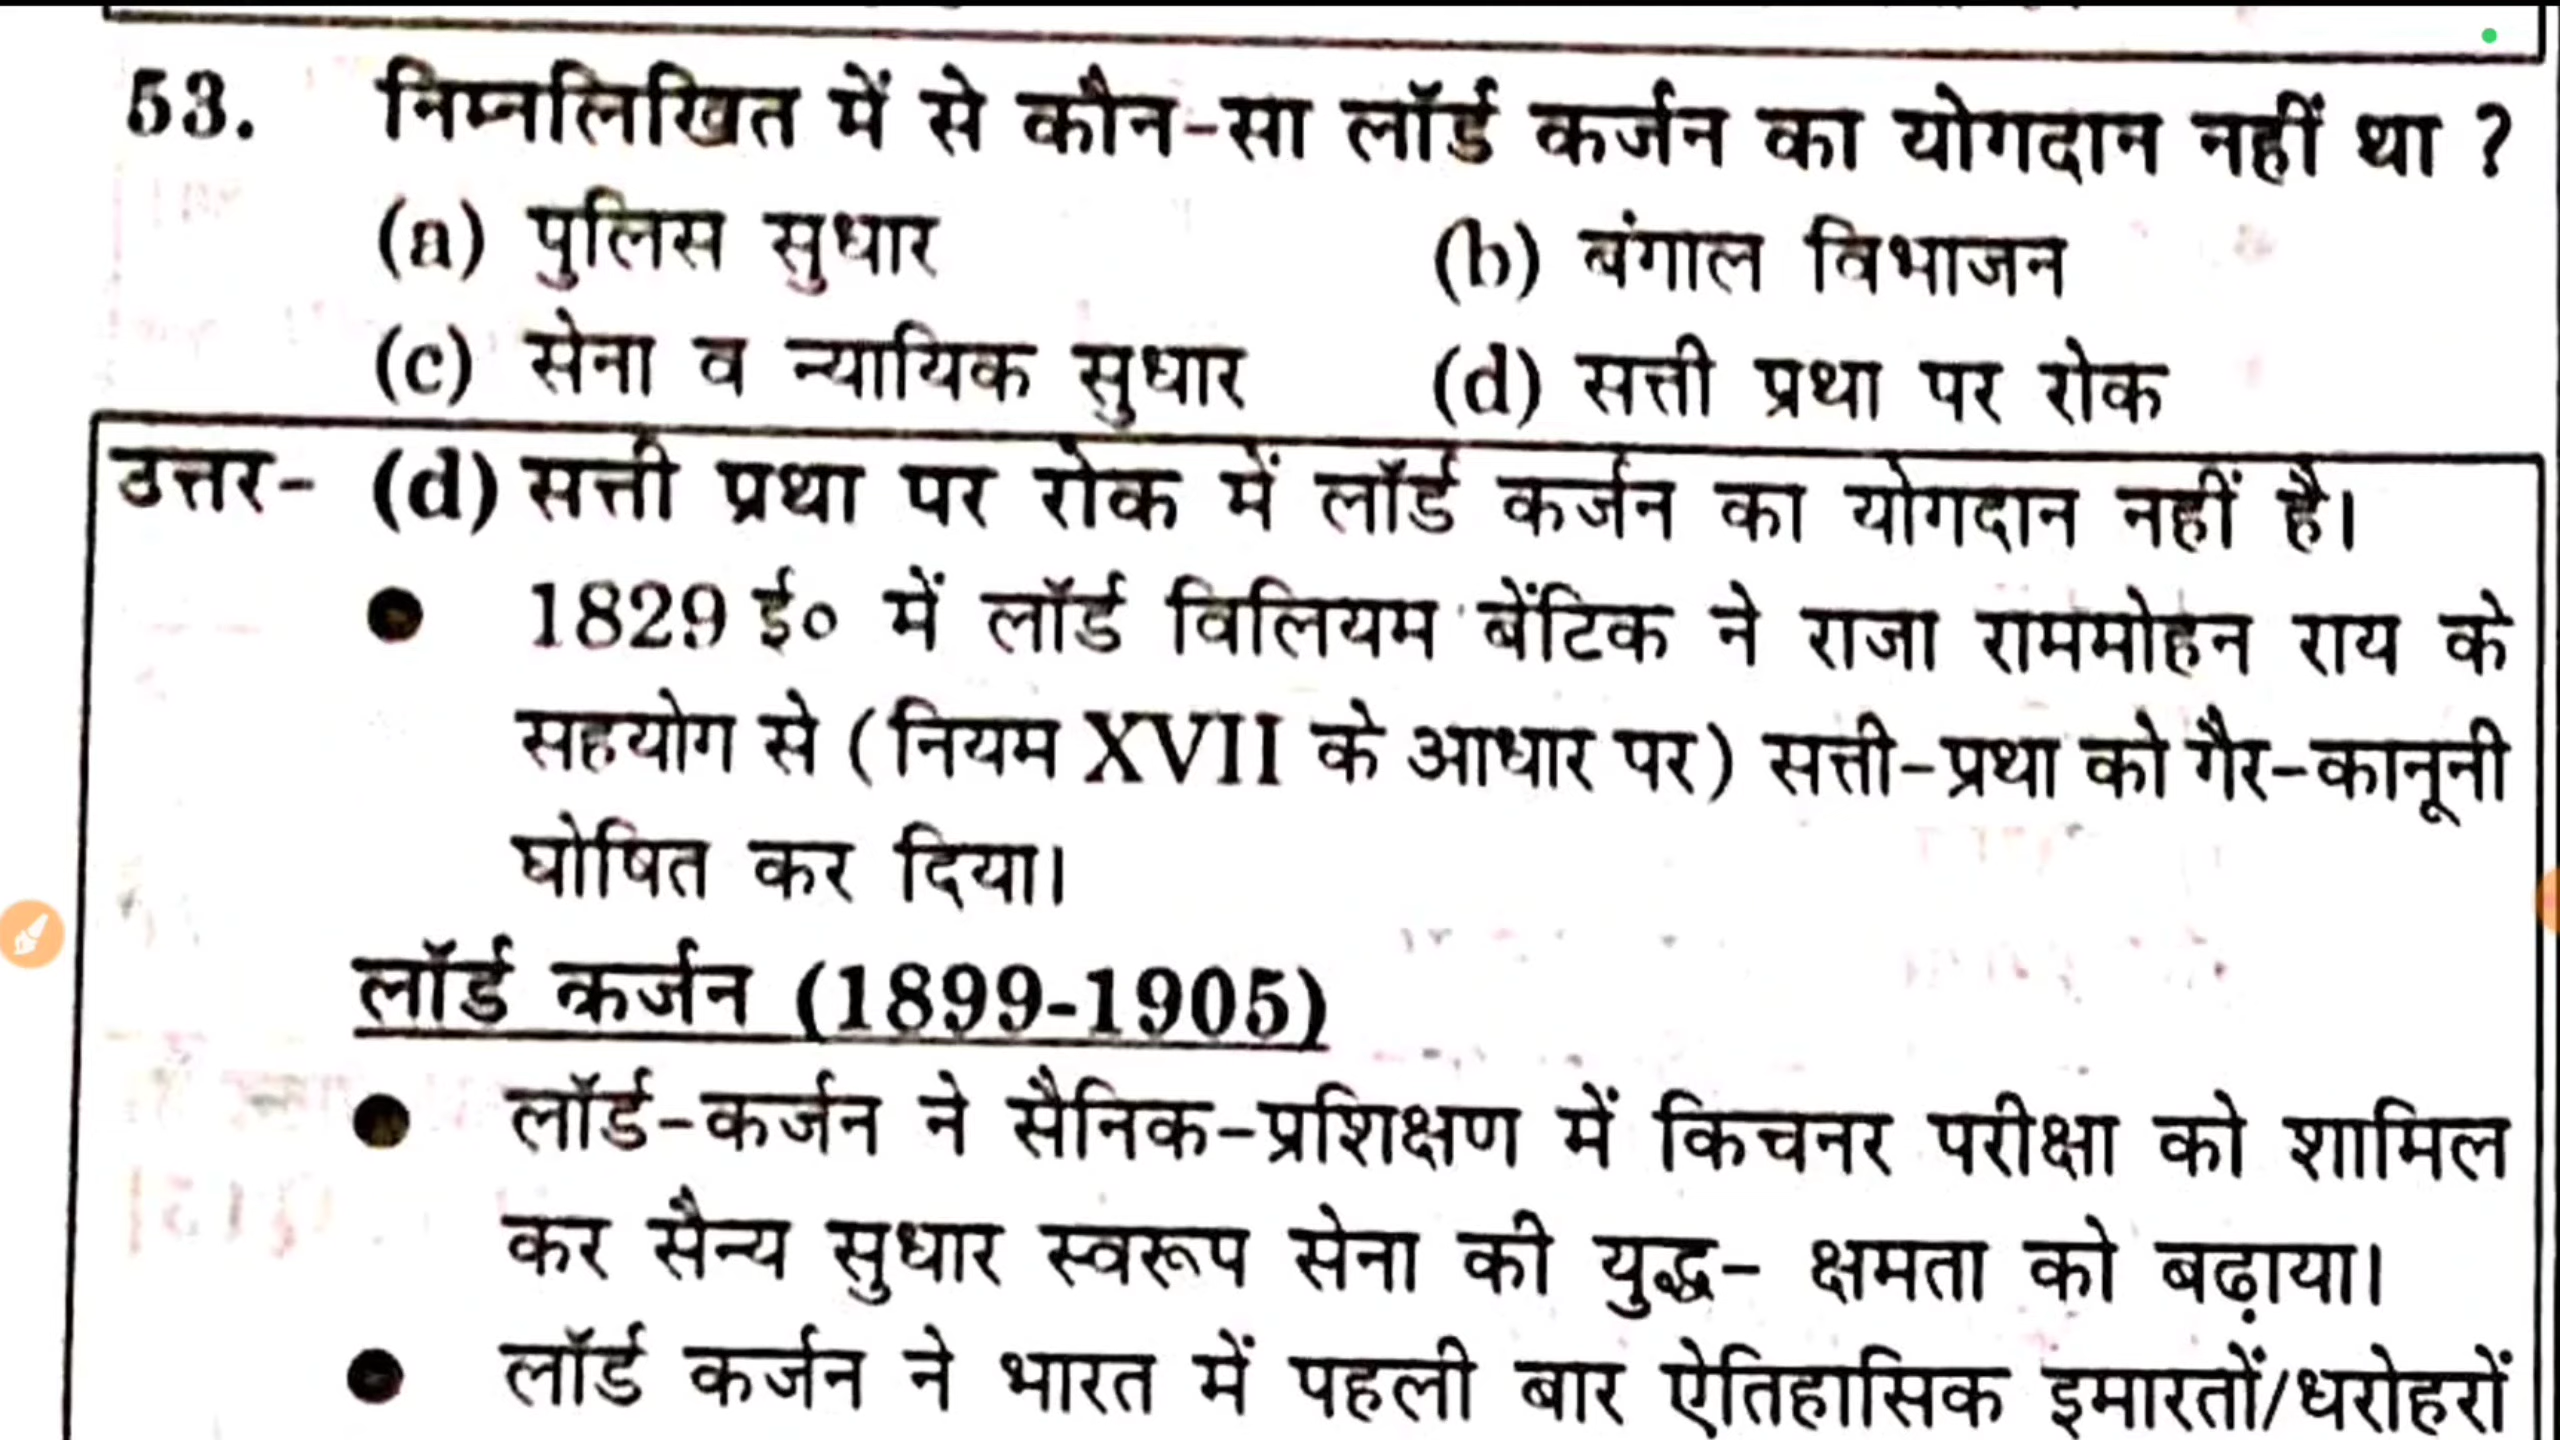 53. निम्नलिखित में से कौन-सा लॉर्ड कर्जन का योगदान नहीं था ?
(a) पुलिस सुधार (b) बंगाल विभाजन
(c) सेना व न्यायिक सुधार (d) सत्ती प्रथा पर रोक
उत्तर- (d) सत्ती प्रथा पर रोक में लॉर्ड कर्जन का योगदान नहीं है।
● 1829 ई० में लॉर्ड विलियम बेंटिक ने राजा राममोहन राय के
सहयोग से (नियम XVII के आधार पर) सत्ती-प्रथा को गैर-कानूनी
घोषित कर दिया।
लॉर्ड कर्जन (1899-1905)
● लॉर्ड-कर्जन ने सैनिक-प्रशिक्षण में किचनर परीक्षा को शामिल
कर सैन्य सुधार स्वरूप सेना की युद्ध- क्षमता को बढ़ाया।
● लॉर्ड कर्जन ने भारत में पहली बार ऐतिहासिक इमारतों/धरोहरों